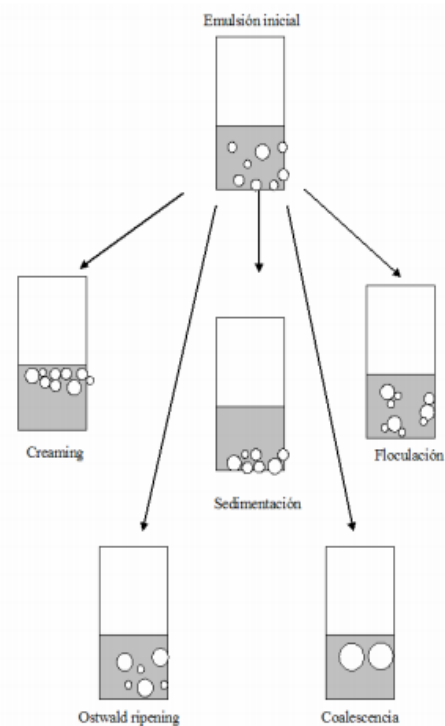 Emulsión inicial
Creaming
Sedimentación
Floculación
Ostwald ripening
Coalescencia